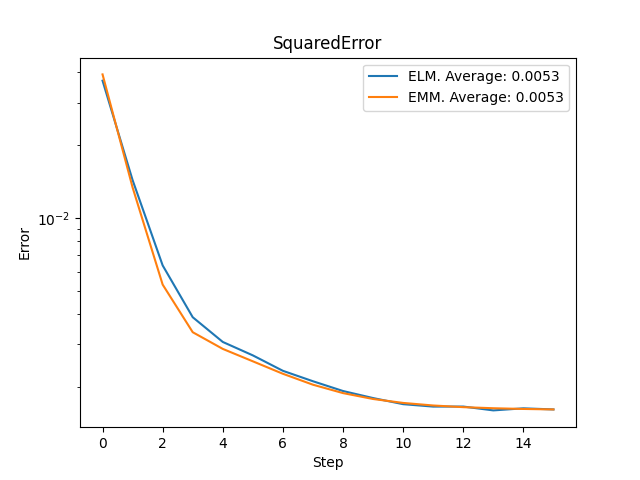 SquaredError
ELM. Average: 0.0053
EMM. Average: 0.0053
10⁻²
Error
0 2 4 6 8 10 12 14
Step